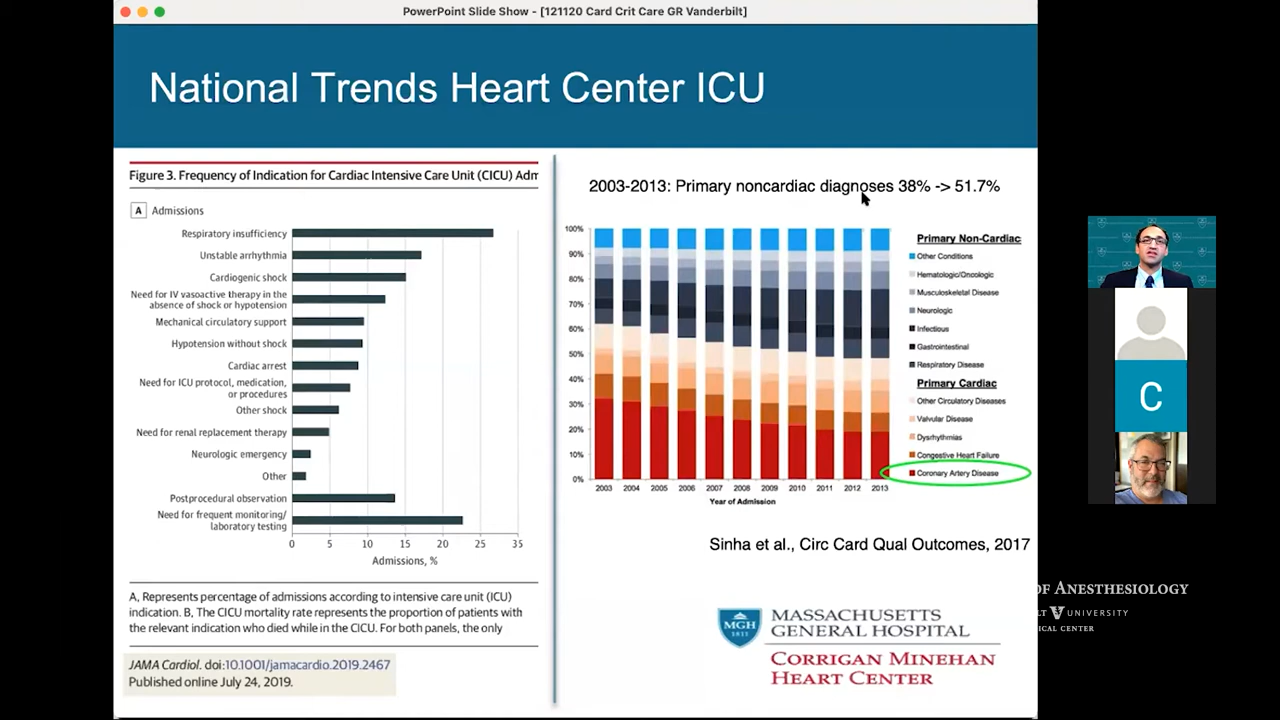 PowerPoint Slide Show - [121120 Card Crit Care GR Vanderbilt]
National Trends Heart Center ICU
Figure 3. Frequency of Indication for Cardiac Intensive Care Unit (CICU) Adm
A Admissions
Respiratory insufficiency
Unstable arrhythmia
Cardiogenic shock
Need for IV vasoactive therapy in the
absence of shock or hypotension
Mechanical circulatory support
Hypotension without shock
Cardiac arrest
Need for ICU protocol, medication,
or procedures
Other shock
Need for renal replacement therapy
Neurologic emergency
Other
Postprocedural observation
Need for frequent monitoring/
laboratory testing
0 5 10 15 20 25 35
Admissions, %
A, Represents percentage of admissions according to intensive care unit (ICU)
indication. B, The CICU mortality rate represents the proportion of patients with
the relevant indication who died while in the CICU. For both panels, the only
JAMA Cardiol. doi:10.1001/jamacardio.2019.2467
Published online July 24, 2019.
2003-2013: Primary noncardiac diagnoses 38% -> 51.7%
100%
90%
80%
70%
60%
50%
40%
30%
20%
10%
0%
2003 2004 2005 2006 2007 2008 2009 2010 2011 2012 2013
Year of Admission
Primary Non-Cardiac
Other Conditions
Hematologic/Oncologic
Musculoskeletal Disease
Neurologic
Infectious
Gastrointestinal
Respiratory Disease
Primary Cardiac
Other Circulatory Diseases
Valvular Disease
Dysrhythmias
Congestive Heart Failure
Coronary Artery Disease
Sinha et al., Circ Card Qual Outcomes, 2017
MGH
1811
MASSACHUSETTS
GENERAL HOSPITAL
CORRIGAN MINEHAN
HEART CENTER
C
OF ANESTHESIOLOGY
LT V UNIVERSITY
ICAL CENTER